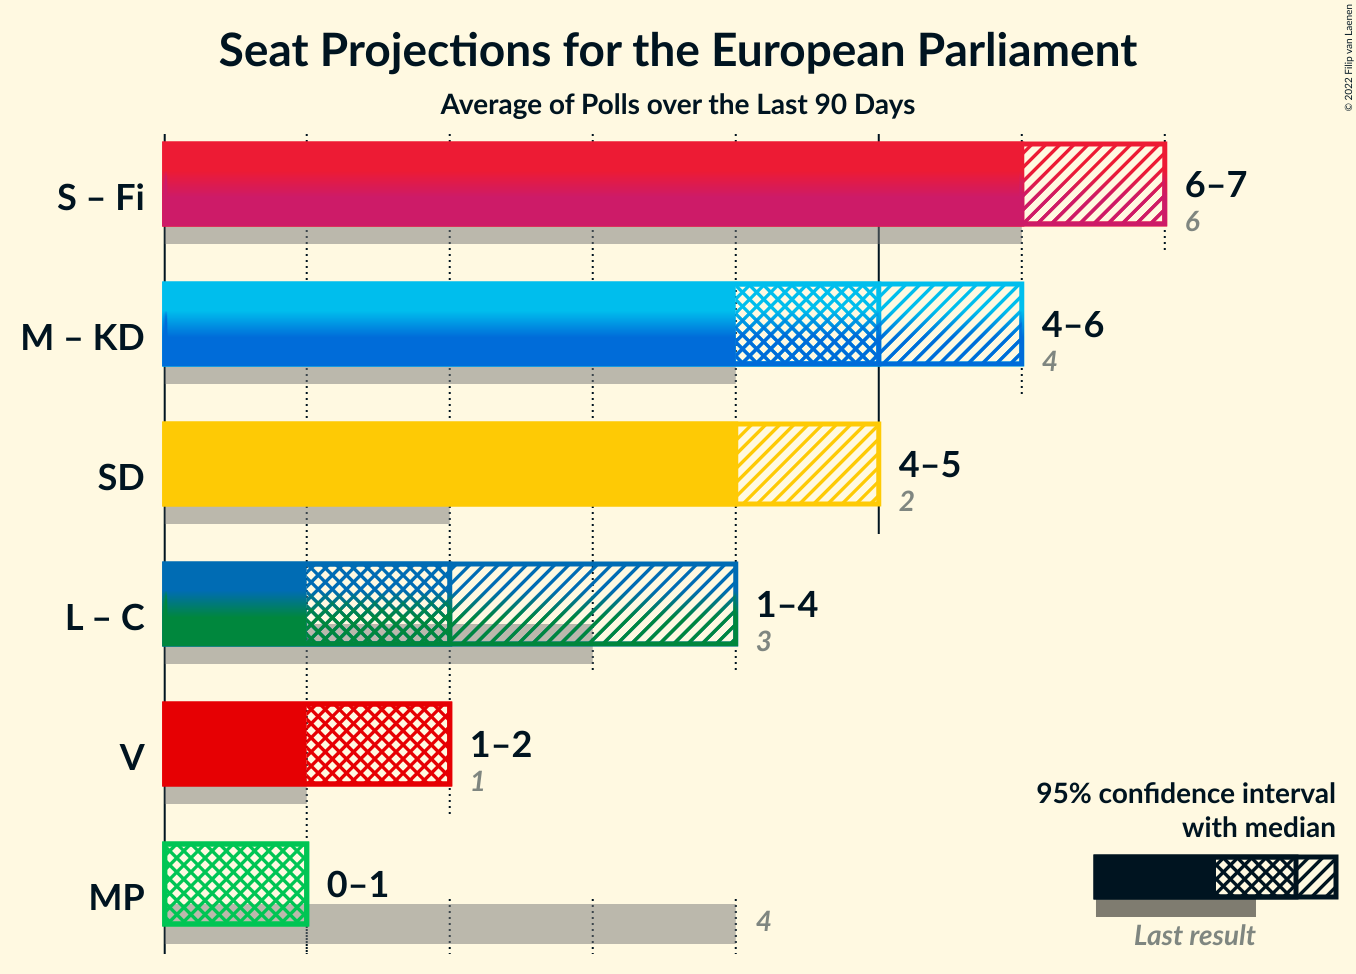 Seat Projections for the European Parliament
Average of Polls over the Last 90 Days
© 2022 Filip van Laenen
S – Fi
6–7
6
M – KD
4–6
4
SD
4–5
2
L – C
1–4
3
V
1–2
1
MP
0–1
4
95% confidence interval
with median
Last result